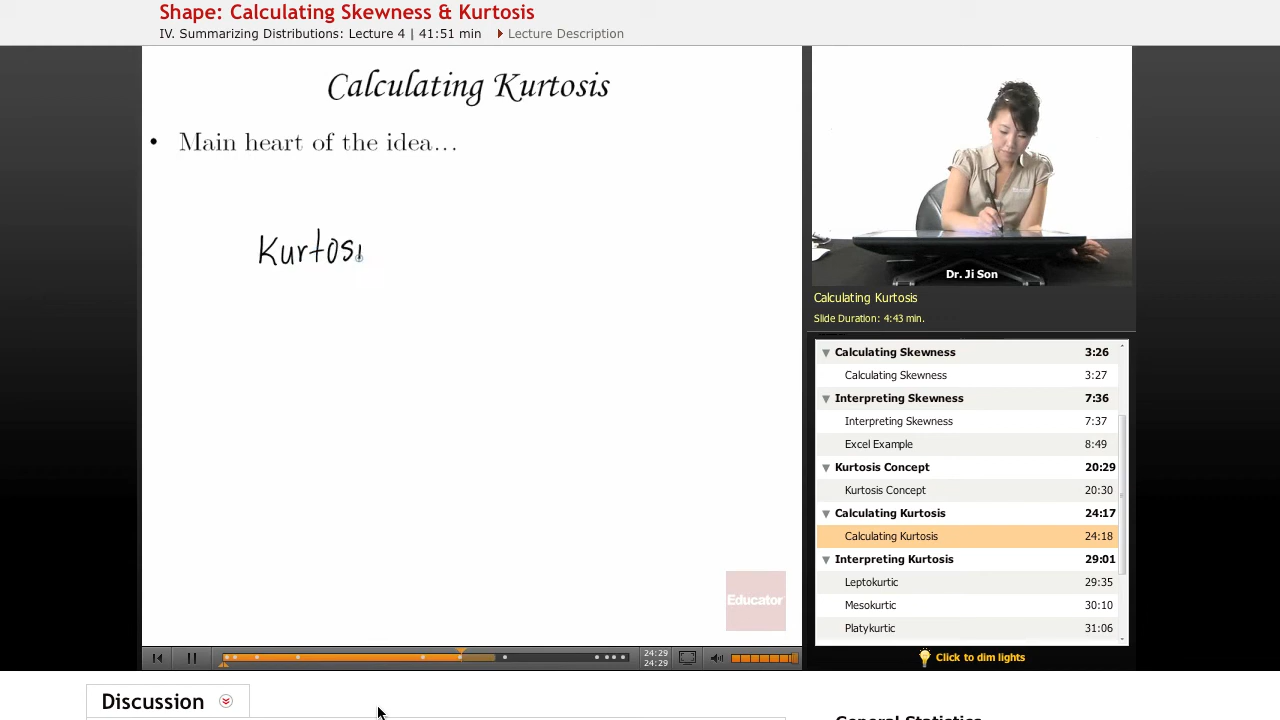 Shape: Calculating Skewness & Kurtosis
IV. Summarizing Distributions: Lecture 4 | 41:51 min Lecture Description
Calculating Kurtosis
• Main heart of the idea...
Kurtosi
Educator
24:29
24:29
Dr. Ji Son
Calculating Kurtosis
Slide Duration: 4:43 min.
Calculating Skewness 3:26
Calculating Skewness 3:27
Interpreting Skewness 7:36
Interpreting Skewness 7:37
Excel Example 8:49
Kurtosis Concept 20:29
Kurtosis Concept 20:30
Calculating Kurtosis 24:17
Calculating Kurtosis 24:18
Interpreting Kurtosis 29:01
Leptokurtic 29:35
Mesokurtic 30:10
Platykurtic 31:06
Click to dim lights
Discussion
General Statistics